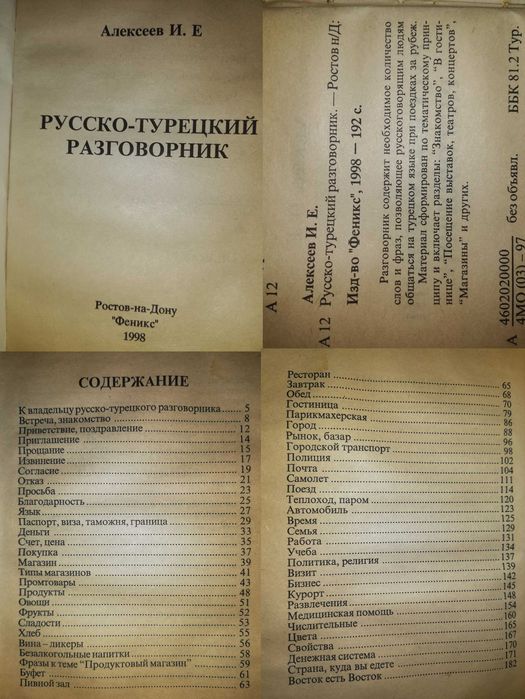 Алексеев И. Е
РУССКО-ТУРЕЦКИЙ
РАЗГОВОРНИК
Ростов-на-Дону
"Феникс"
1998
А 12
Алексеев И. Е.
А 12 Русско-турецкий разговорник. — Ростов н/Д:
Изд-во "Феникс", 1998 — 192 с.
Разговорник содержит необходимое количество
слов и фраз, позволяющее русскоговорящим людям
общаться на турецком языке при поездках за рубеж.
Материал сформирован по тематическому прин-
ципу и включает разделы: "Знакомство", "В гости-
нице", "Посещение выставок, театров, концертов",
"Магазины" и других.
А 4602020000
4МО (03) – 97 без объявл. ББК 81.2 Тур.
СОДЕРЖАНИЕ
К владельцу русско-турецкого разговорника 5
Встреча, знакомство 8
Приветствие, поздравление 12
Приглашение 14
Прощание 15
Извинение 17
Согласие 19
Отказ 21
Просьба 23
Благодарность 25
Язык 27
Паспорт, виза, таможня, граница 29
Деньги 33
Счет, цена 35
Покупка 37
Магазин 39
Типы магазинов 41
Промтовары 43
Продукты 48
Овощи 51
Фрукты 52
Сладости 53
Хлеб 55
Вина – ликеры 56
Безалкогольные напитки 58
Фразы к теме "Продуктовый магазин" 59
Буфет 61
Пивной зал 63
Ресторан 65
Завтрак 68
Обед 70
Гостиница 79
Парикмахерская 86
Город 88
Рынок, базар 96
Городской транспорт 98
Полиция 102
Почта 104
Самолет 111
Поезд 114
Теплоход, паром 120
Автомобиль 123
Время 125
Семья 129
Работа 131
Учеба 134
Политика, религия 137
Визит 139
Бизнес 142
Курорт 145
Развлечения 148
Медицинская помощь 154
Числительные 160
Цвета 165
Свойства 167
Денежная система 170
Страна, куда вы едете 171
Восток есть Восток 182